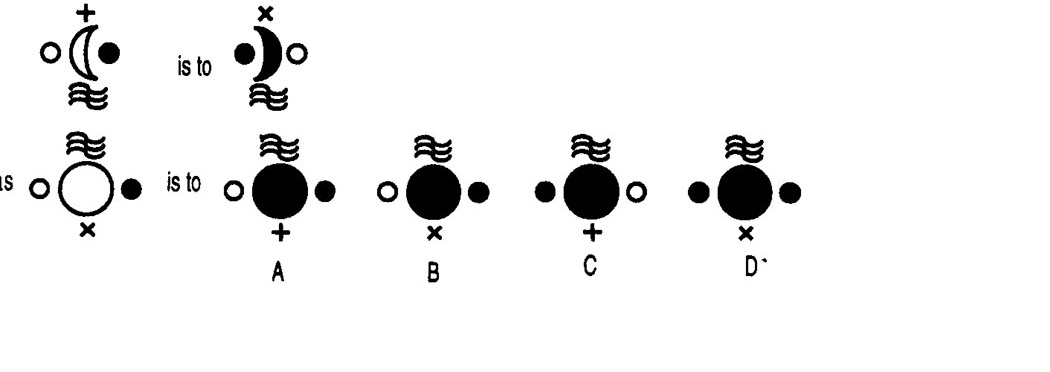 + ×
is to
as is to
× + × + ×
A B C D